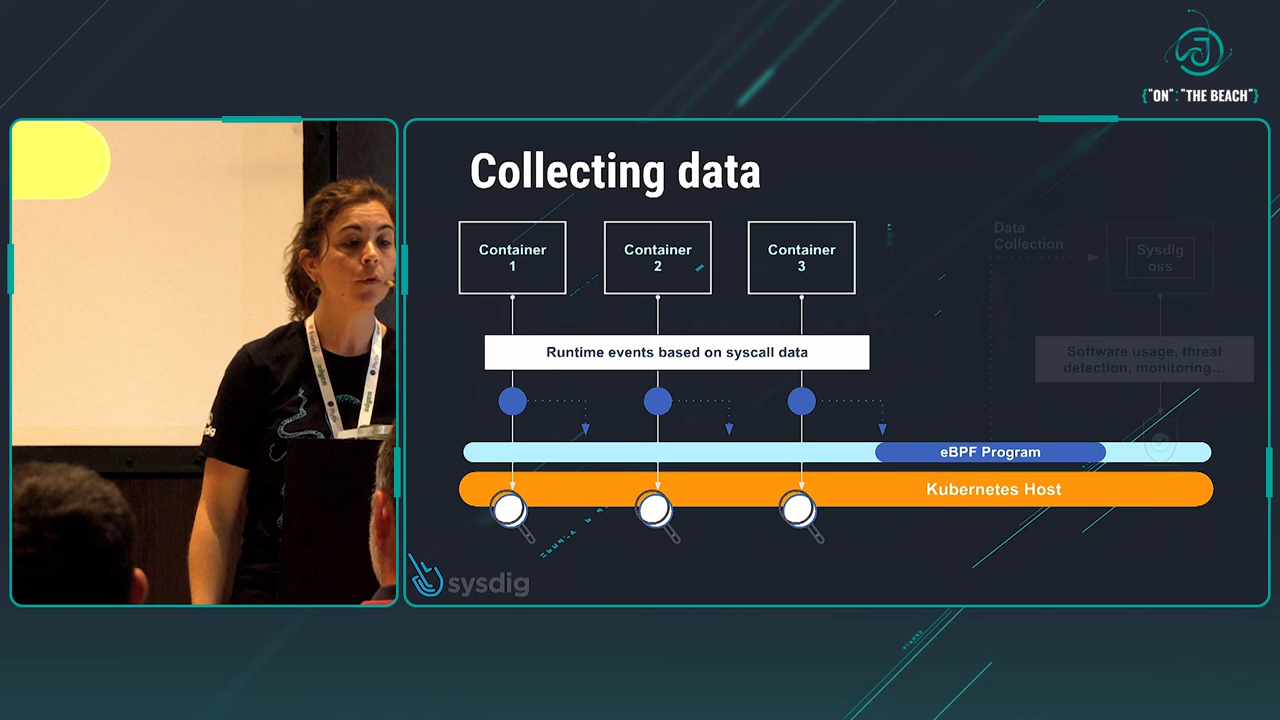 {"ON":"THE BEACH"}
Collecting data
Container
1
Container
2
Container
3
Data
Collection
Sysdig
oss
Runtime events based on syscall data
Software usage, threat
detection, monitoring...
eBPF Program
Kubernetes Host
sysdig